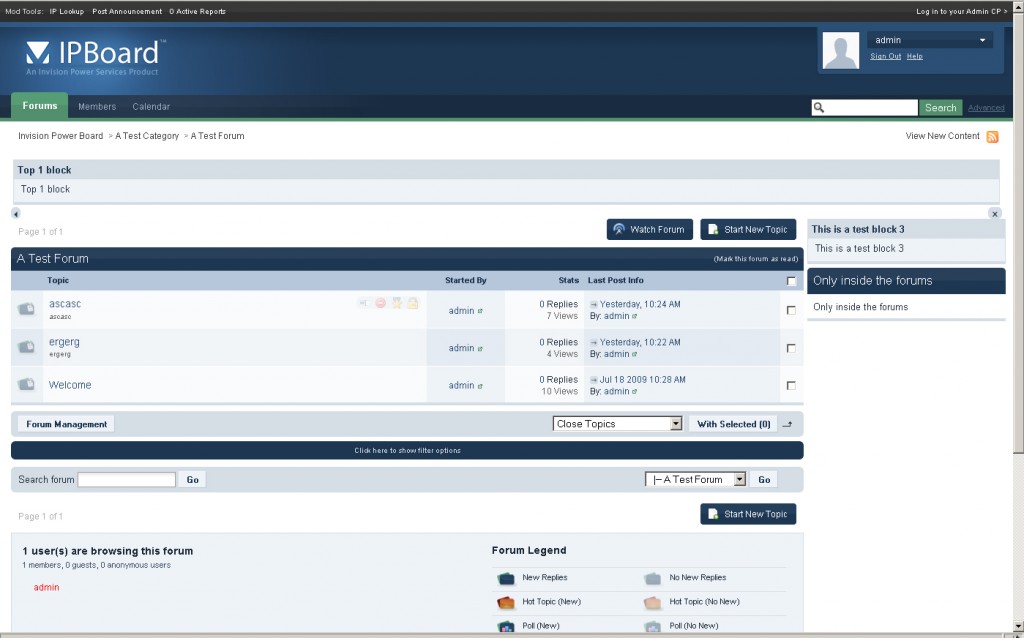 Mod Tools: IP Lookup Post Announcement 0 Active Reports
Log in to your Admin CP >
IPBoard™
An Invision Power Services Product
admin
Sign Out Help
Forums Members Calendar
Search Advanced
Invision Power Board > A Test Category > A Test Forum
View New Content
Top 1 block
Top 1 block
x
Page 1 of 1
Watch Forum Start New Topic
This is a test block 3
This is a test block 3
A Test Forum (Mark this forum as read)
Topic Started By Stats Last Post Info
Only inside the forums
Only inside the forums
ascasc admin 0 Replies Yesterday, 10:24 AM
ascasc 7 Views By: admin
ergerg admin 0 Replies Yesterday, 10:22 AM
ergerg 4 Views By: admin
Welcome admin 0 Replies Jul 18 2009 10:28 AM
10 Views By: admin
Forum Management Close Topics With Selected (0)
Click here to show filter options
Search forum Go |-- A Test Forum Go
Page 1 of 1
Start New Topic
1 user(s) are browsing this forum
1 members, 0 guests, 0 anonymous users
admin
Forum Legend
New Replies No New Replies
Hot Topic (New) Hot Topic (No New)
Poll (New) Poll (No New)